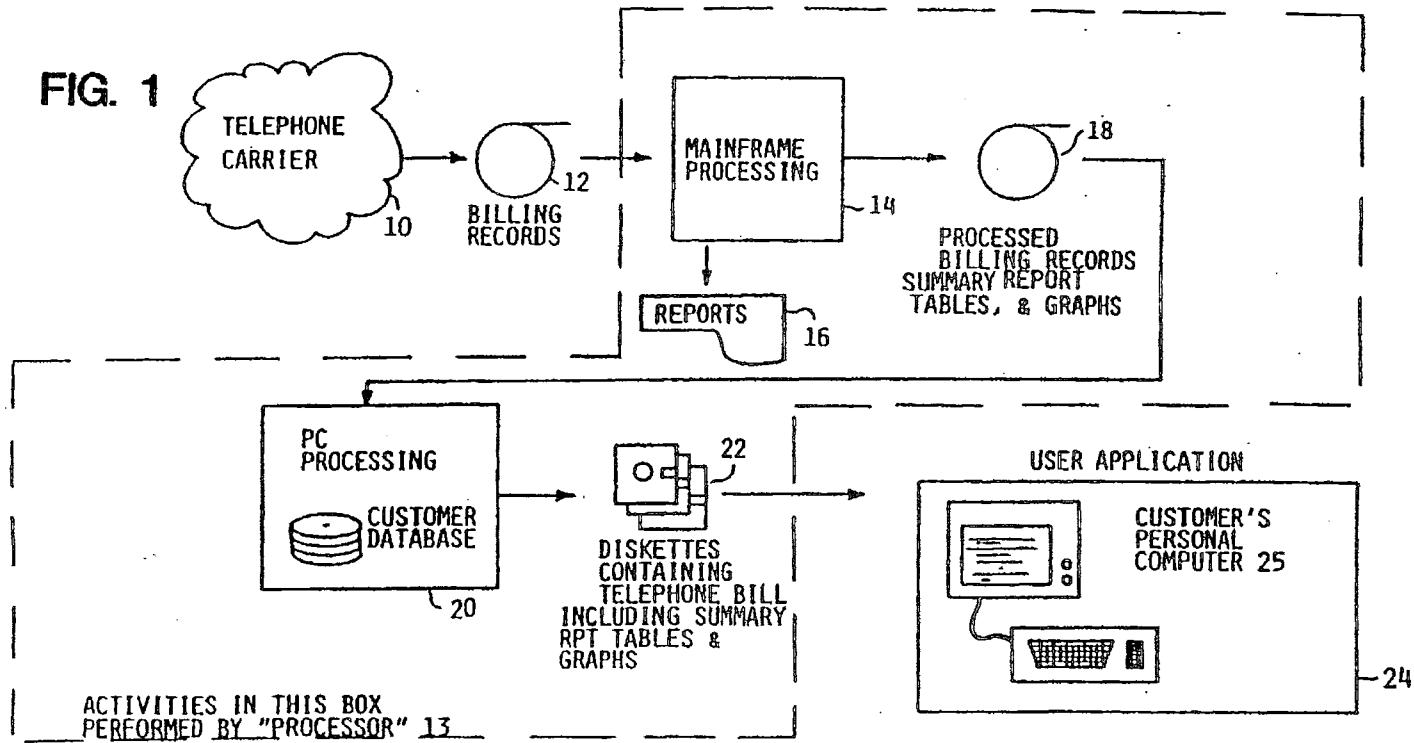 FIG. 1
TELEPHONE
CARRIER
10
12
BILLING
RECORDS
MAINFRAME
PROCESSING
14
REPORTS
16
18
PROCESSED
BILLING RECORDS
SUMMARY REPORT
TABLES, & GRAPHS
PC
PROCESSING
CUSTOMER
DATABASE
20
22
DISKETTES
CONTAINING
TELEPHONE BILL
INCLUDING SUMMARY
RPT TABLES &
GRAPHS
USER APPLICATION
CUSTOMER'S
PERSONAL
COMPUTER 25
24
ACTIVITIES IN THIS BOX
PERFORMED BY "PROCESSOR" 13